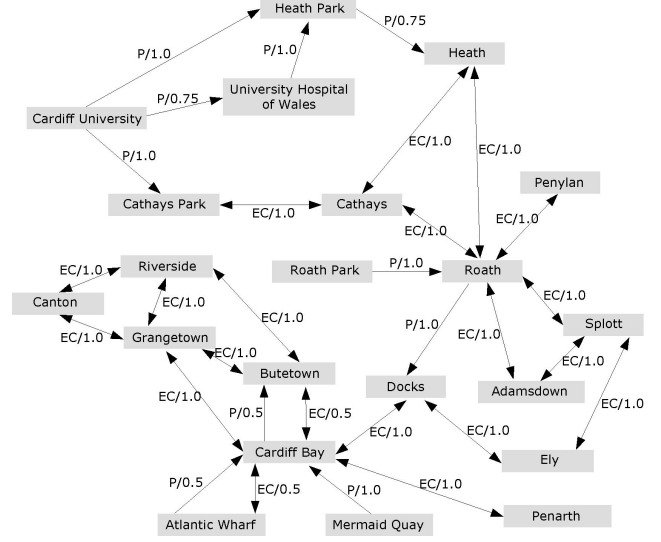 Heath Park
P/0.75
P/1.0
P/1.0
Heath
University Hospital
of Wales
P/0.75
Cardiff University
P/1.0
EC/1.0
EC/1.0
Penylan
Cathays Park
EC/1.0
Cathays
EC/1.0
EC/1.0
Riverside
EC/1.0
Roath Park
P/1.0
Roath
Canton
EC/1.0
EC/1.0
EC/1.0
Splott
EC/1.0
Grangetown
EC/1.0
P/1.0
EC/1.0
EC/1.0
Butetown
Docks
Adamsdown
EC/1.0
P/0.5
EC/0.5
EC/1.0
EC/1.0
EC/1.0
Cardiff Bay
Ely
P/0.5
EC/0.5
P/1.0
EC/1.0
Atlantic Wharf
Mermaid Quay
Penarth